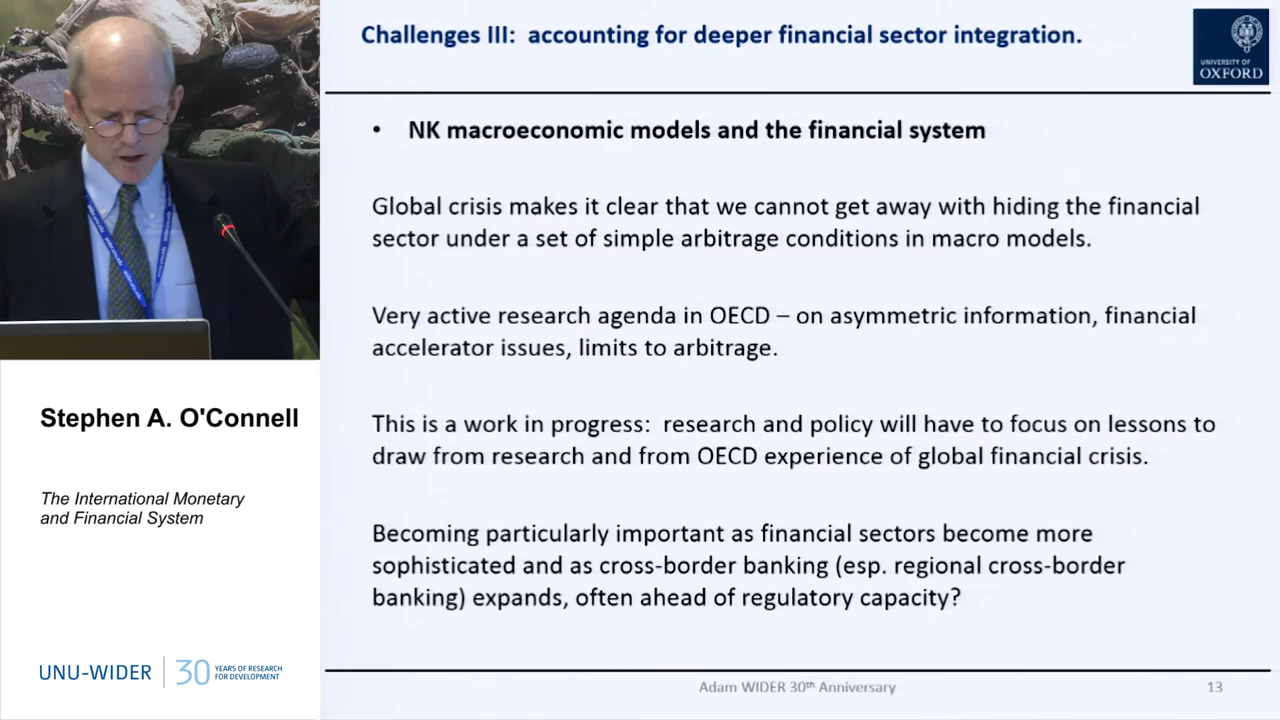 Challenges III: accounting for deeper financial sector integration.
UNIVERSITY OF
OXFORD
• NK macroeconomic models and the financial system
Global crisis makes it clear that we cannot get away with hiding the financial
sector under a set of simple arbitrage conditions in macro models.
Very active research agenda in OECD – on asymmetric information, financial
accelerator issues, limits to arbitrage.
This is a work in progress: research and policy will have to focus on lessons to
draw from research and from OECD experience of global financial crisis.
Becoming particularly important as financial sectors become more
sophisticated and as cross-border banking (esp. regional cross-border
banking) expands, often ahead of regulatory capacity?
Adam WIDER 30th Anniversary
13
Stephen A. O'Connell
The International Monetary
and Financial System
UNU-WIDER
30 YEARS OF RESEARCH
FOR DEVELOPMENT